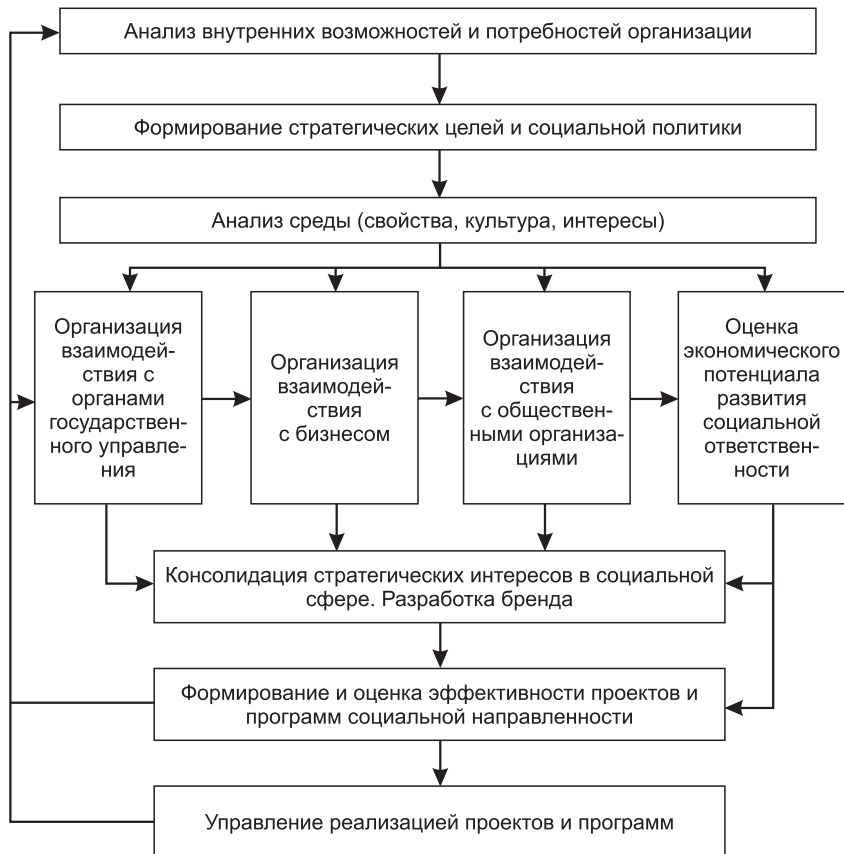 Анализ внутренних возможностей и потребностей организации
Формирование стратегических целей и социальной политики
Анализ среды (свойства, культура, интересы)
Организация
взаимодей-
ствия с
органами
государствен-
ного управле-
ния
Организация
взаимодей-
ствия
с бизнесом
Организация
взаимодей-
ствия
с обществен-
ными организа-
циями
Оценка
экономического
потенциала
развития
социальной
ответствен-
ности
Консолидация стратегических интересов в социальной
сфере. Разработка бренда
Формирование и оценка эффективности проектов и
программ социальной направленности
Управление реализацией проектов и программ